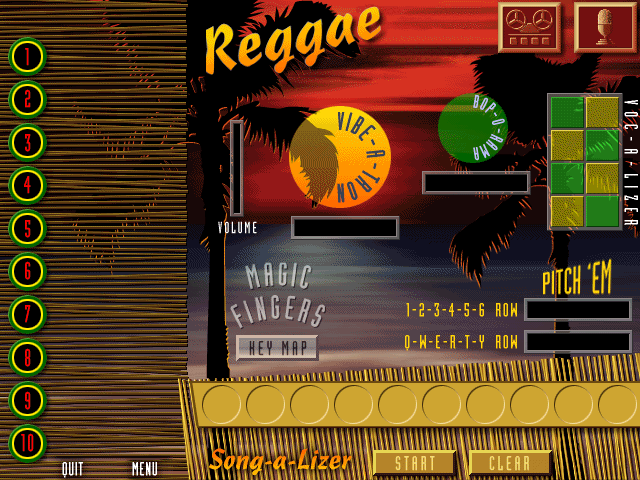 Reggae
1
2
3
4
5
6
7
8
9
10
VIBE-A-TRON
BOP-O-RAMA
VOC-A-LIZER
VOLUME
MAGIC
FINGERS
KEY MAP
PITCH 'EM
1-2-3-4-5-6 ROW
Q-W-E-R-T-Y ROW
Song-a-Lizer
START
CLEAR
QUIT
MENU